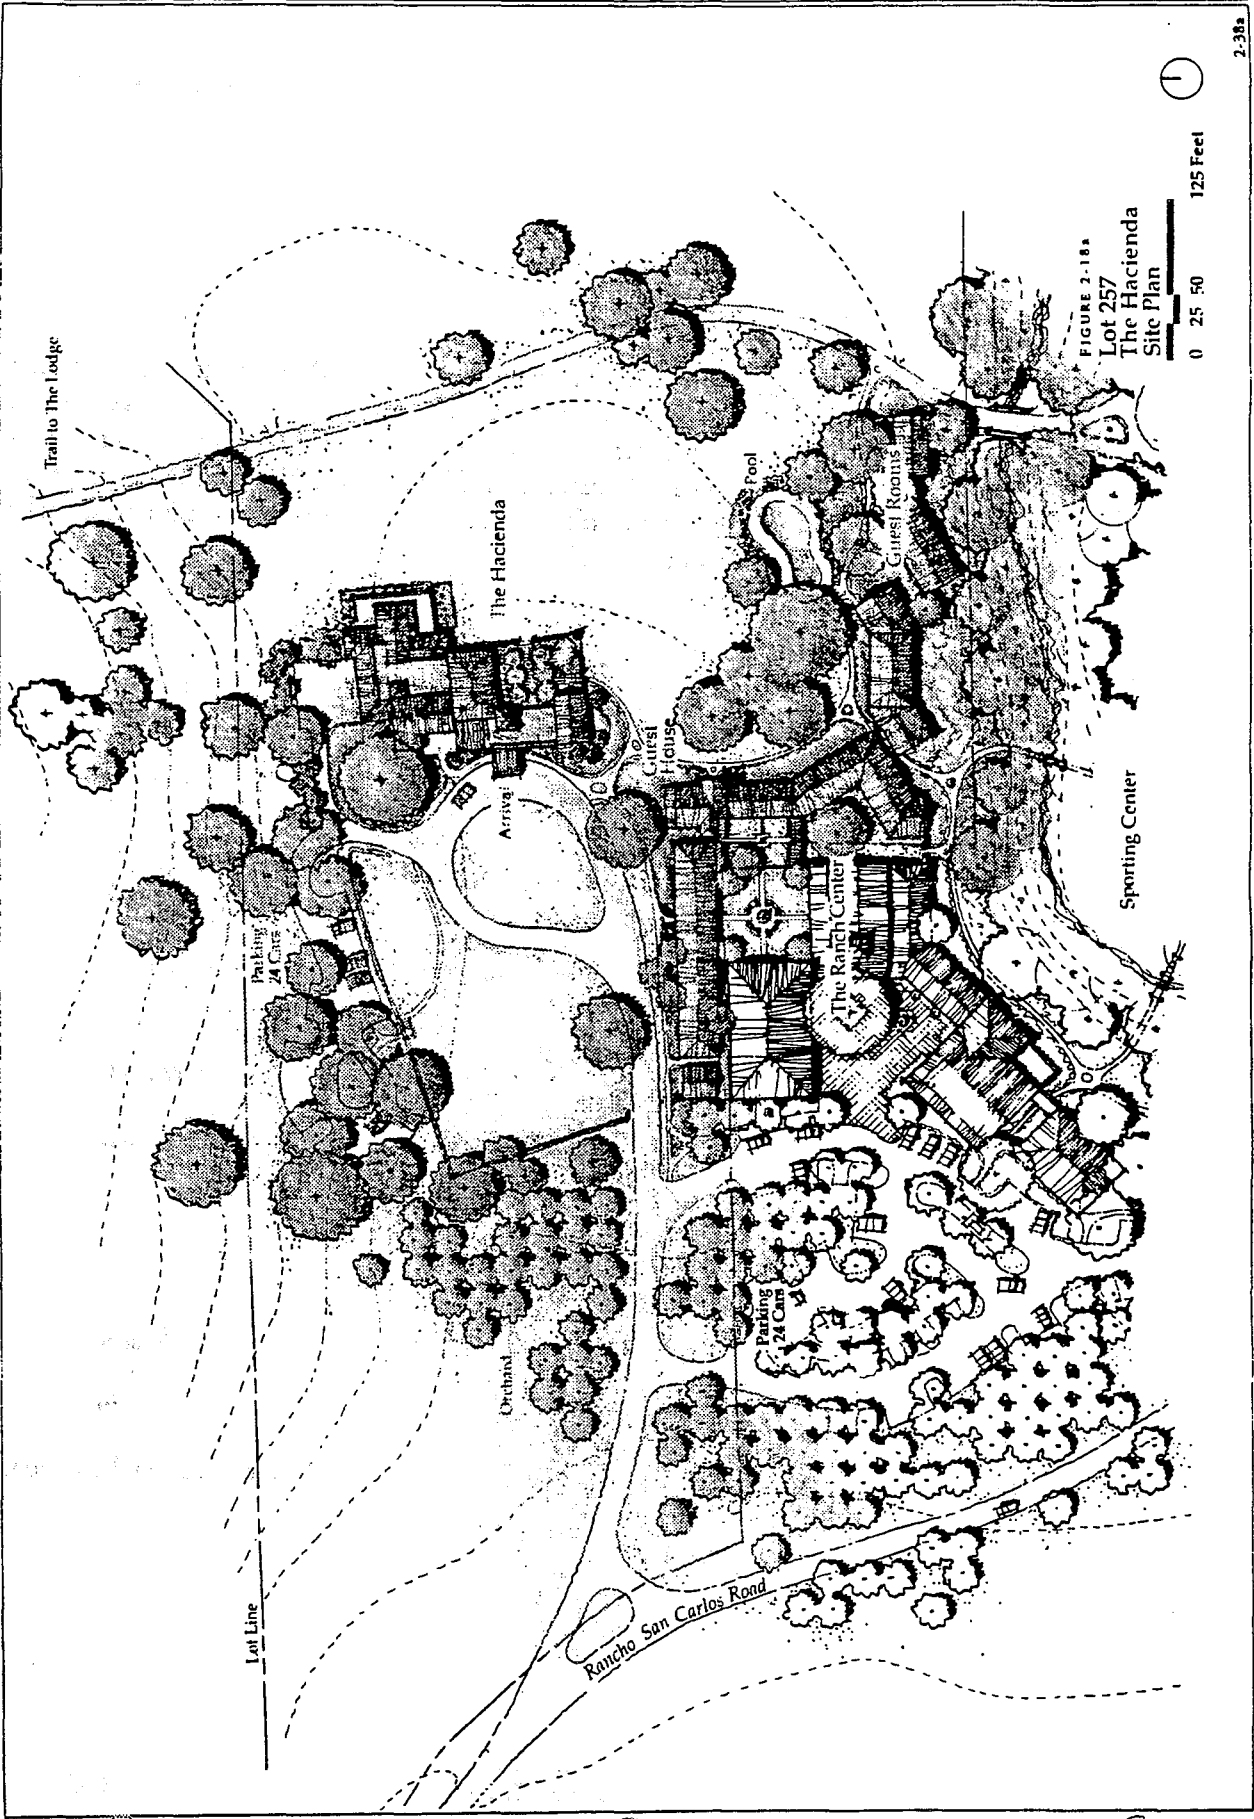 Trail to The Lodge
Lot Line
Parking
24 Cars
The Hacienda
Arrival
Orchard
Guest
House
Pool
Guest Rooms
The Ranch Center
Parking
24 Cars
Rancho San Carlos Road
Sporting Center
FIGURE 2-18a
Lot 257
The Hacienda
Site Plan
0 25 50 125 Feet
2-38a